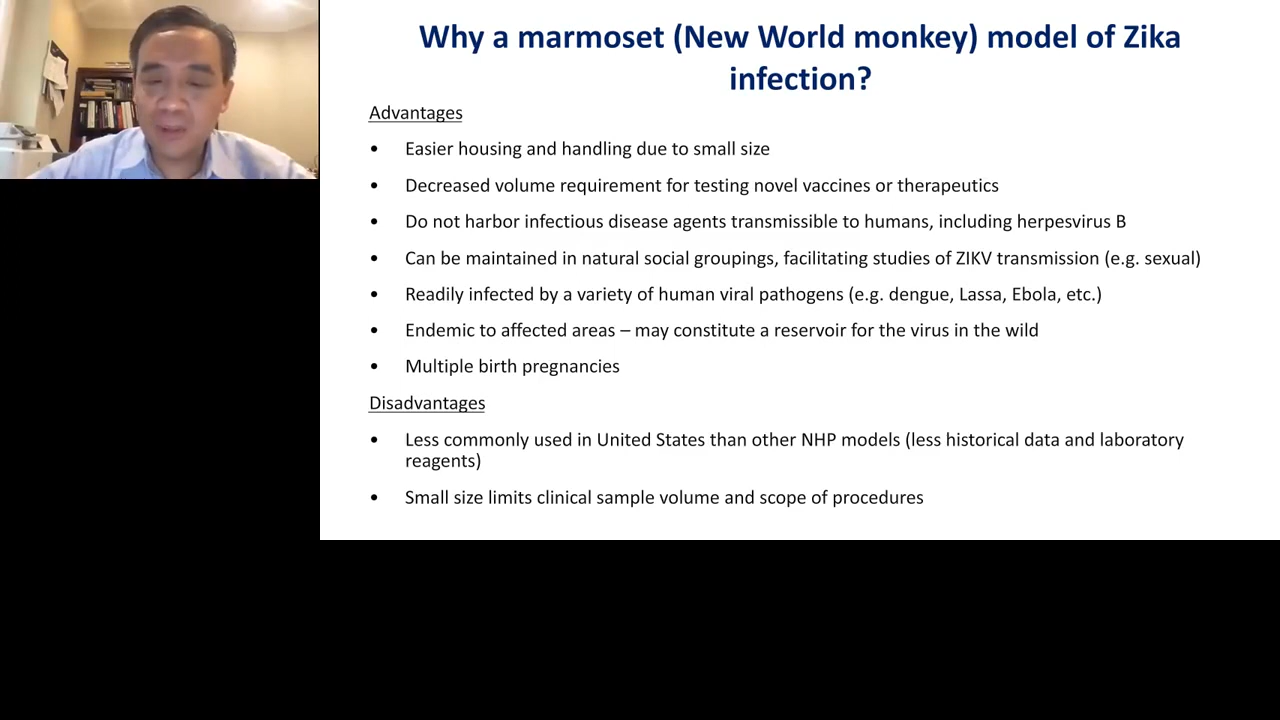 Why a marmoset (New World monkey) model of Zika
infection?
Advantages
• Easier housing and handling due to small size
• Decreased volume requirement for testing novel vaccines or therapeutics
• Do not harbor infectious disease agents transmissible to humans, including herpesvirus B
• Can be maintained in natural social groupings, facilitating studies of ZIKV transmission (e.g. sexual)
• Readily infected by a variety of human viral pathogens (e.g. dengue, Lassa, Ebola, etc.)
• Endemic to affected areas – may constitute a reservoir for the virus in the wild
• Multiple birth pregnancies
Disadvantages
• Less commonly used in United States than other NHP models (less historical data and laboratory
reagents)
• Small size limits clinical sample volume and scope of procedures